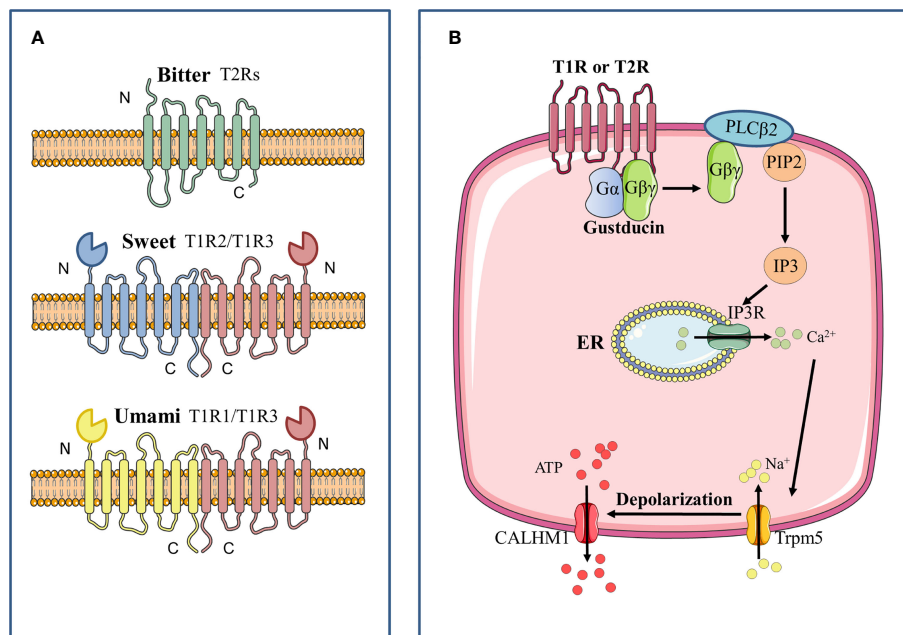 A
Bitter T2Rs
N
C
Sweet T1R2/T1R3
N
N
C
C
Umami T1R1/T1R3
N
N
C
C
B
T1R or T2R
PLCβ2
Gα
Gβγ
Gβγ
PIP2
Gustducin
IP3
IP3R
ER
Ca²⁺
ATP
Na⁺
Depolarization
CALHM1
Trpm5